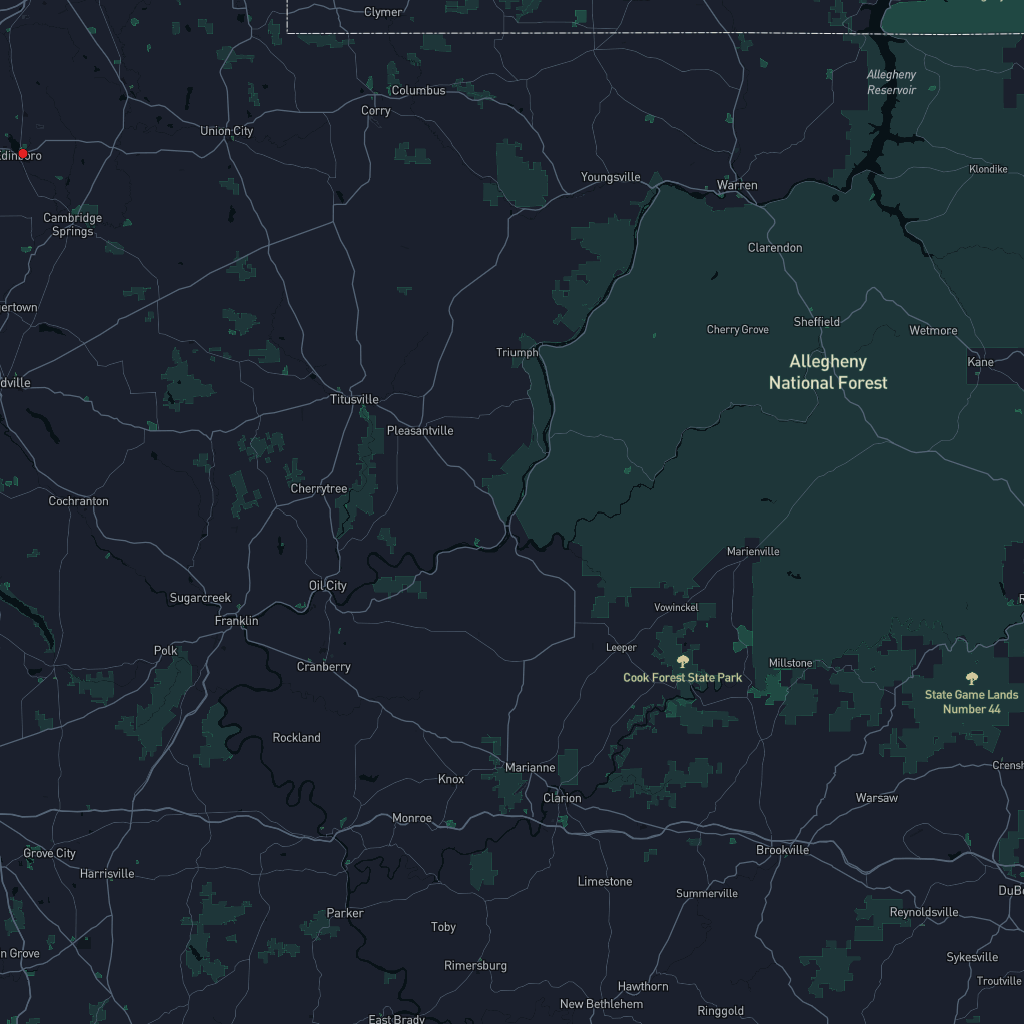 Clymer
Allegheny
Reservoir
Columbus
Corry
Union City
Klondike
Youngsville
Warren
Cambridge
Springs
Clarendon
Cherry Grove
Sheffield
Wetmore
Triumph
Kane
Allegheny
National Forest
Titusville
Pleasantville
Cherrytree
Cochranton
Marienville
Oil City
Sugarcreek
Vowinckel
Franklin
Leeper
Polk
Cranberry
Millstone
Cook Forest State Park
State Game Lands
Number 44
Rockland
Marianne
Knox
Clarion
Warsaw
Monroe
Brookville
Grove City
Harrisville
Limestone
Summerville
Parker
Reynoldsville
Toby
Sykesville
Rimersburg
Troutville
Hawthorn
New Bethlehem
Ringgold
East Brady